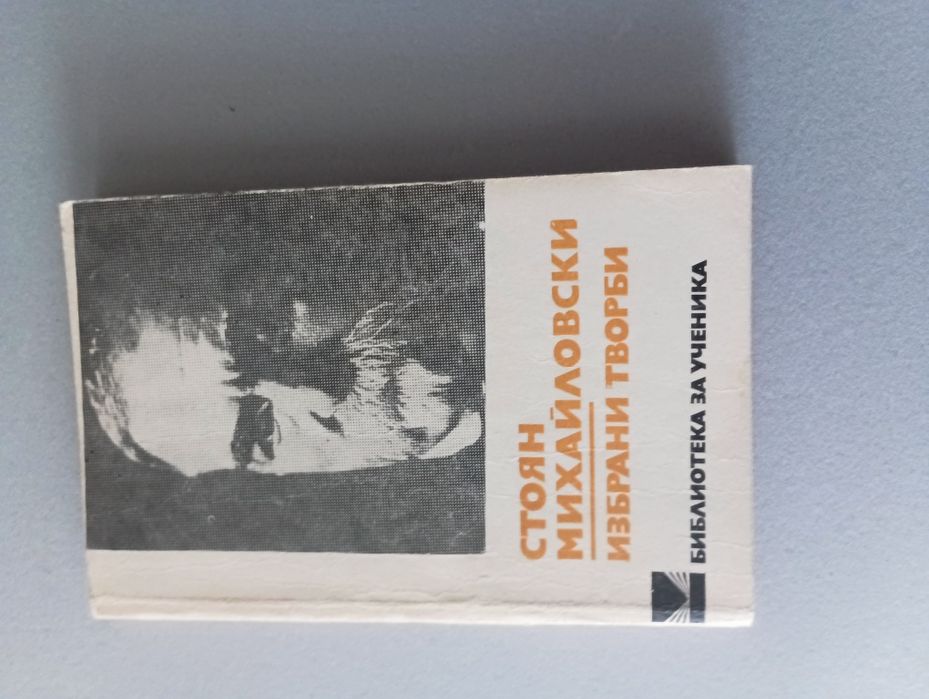 СТОЯН
МИХАЙЛОВСКИ
ИЗБРАНИ ТВОРБИ
БИБЛИОТЕКА ЗА УЧЕНИКА